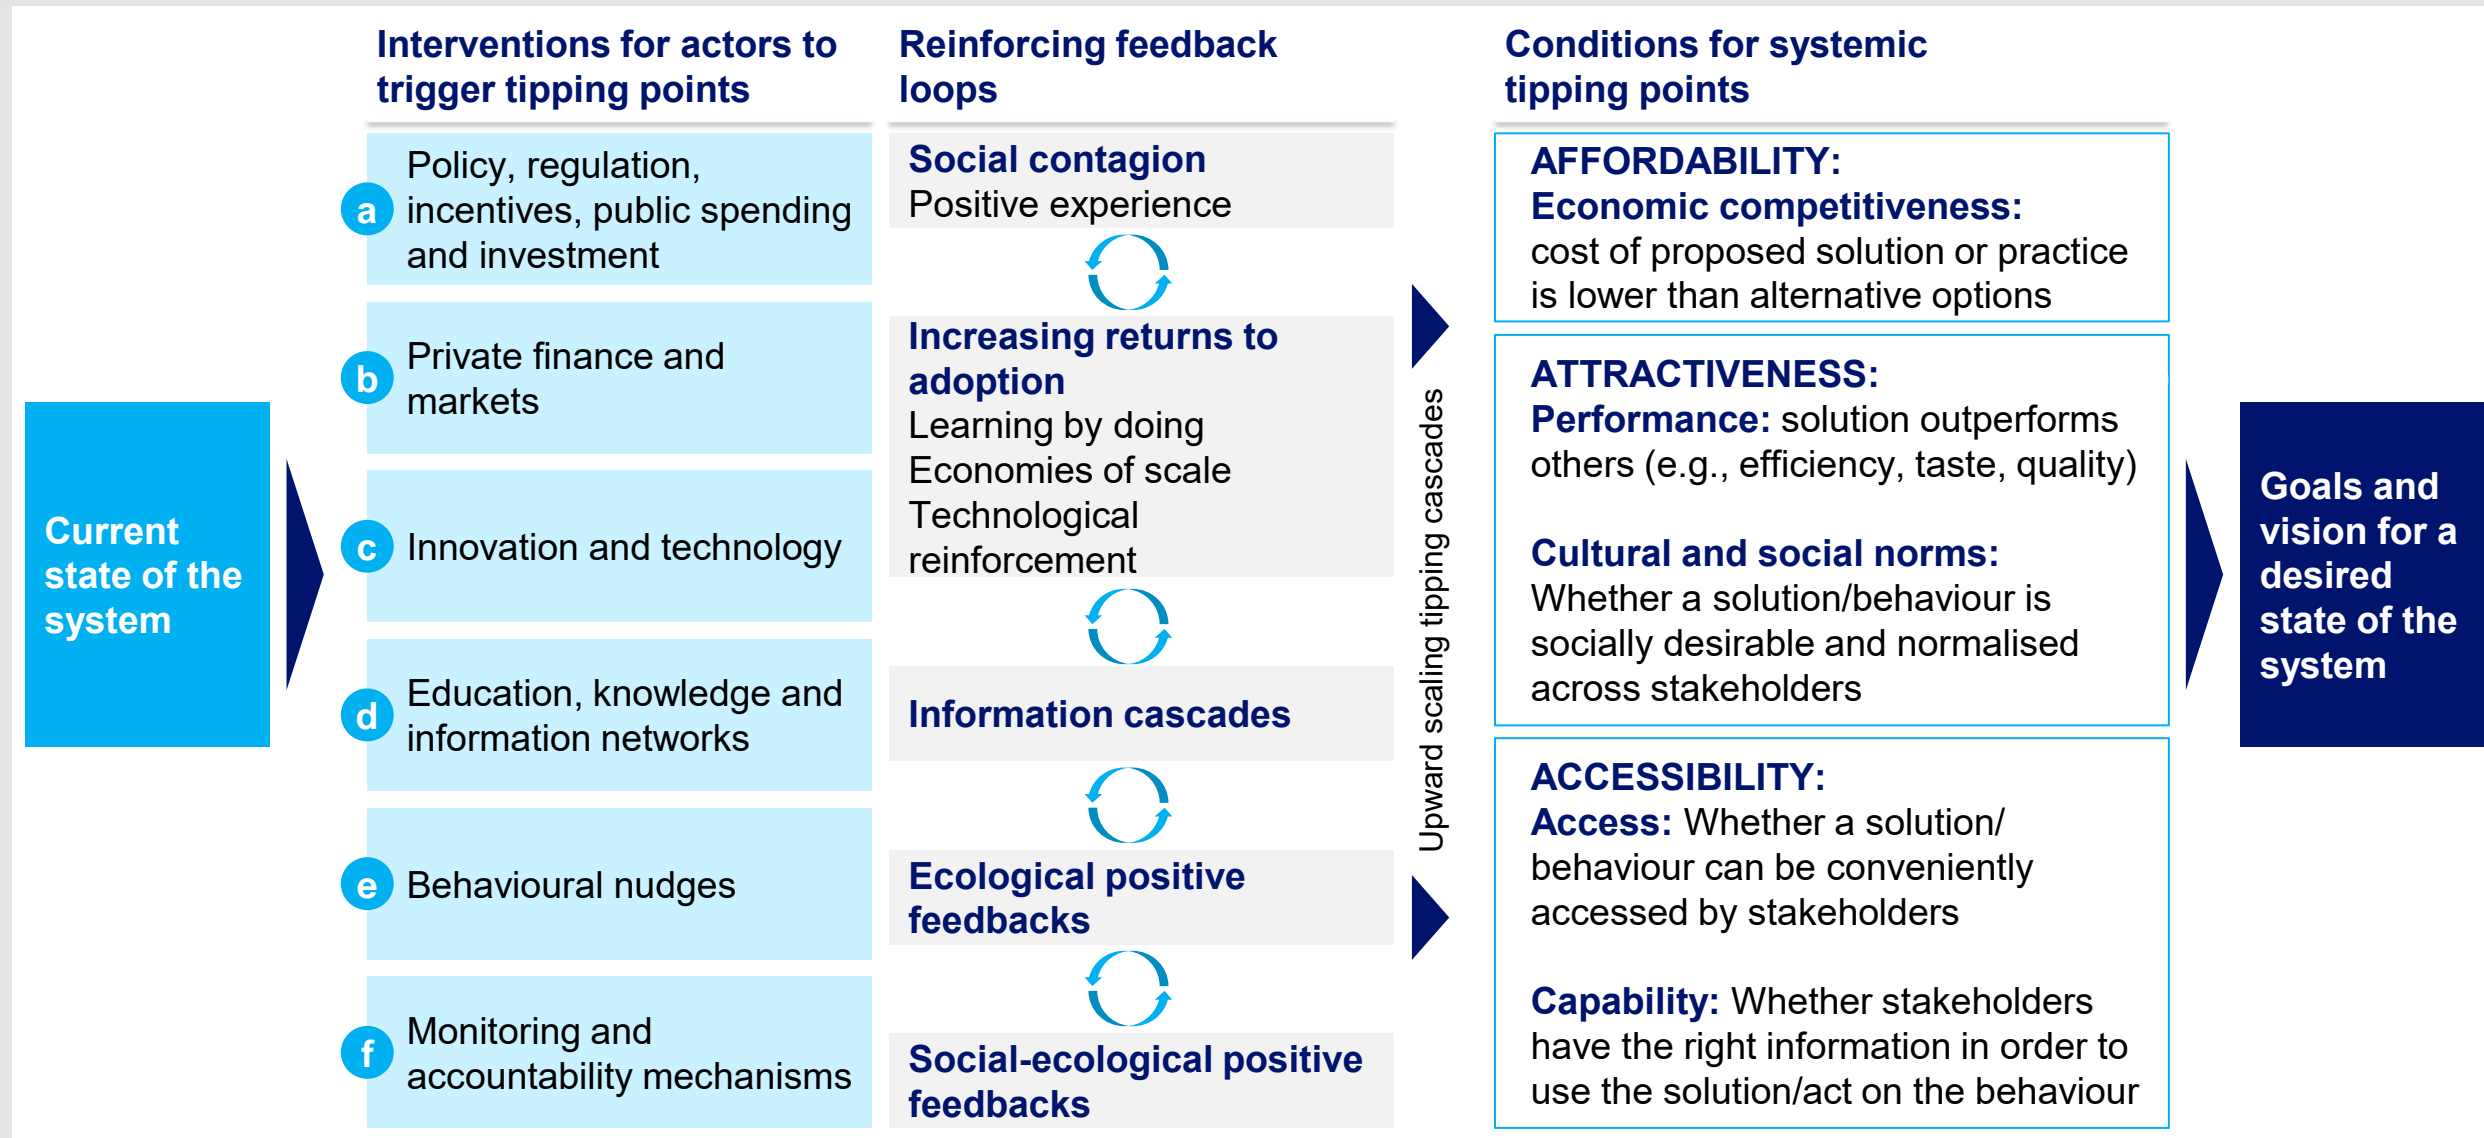 Interventions for actors to
trigger tipping points
Reinforcing feedback
loops
Conditions for systemic
tipping points
Current
state of the
system
a
Policy, regulation,
incentives, public spending
and investment
b
Private finance and
markets
c
Innovation and technology
d
Education, knowledge and
information networks
e
Behavioural nudges
f
Monitoring and
accountability mechanisms
Social contagion
Positive experience
Increasing returns to
adoption
Learning by doing
Economies of scale
Technological
reinforcement
Information cascades
Ecological positive
feedbacks
Social-ecological positive
feedbacks
Upward scaling tipping cascades
AFFORDABILITY:
Economic competitiveness:
cost of proposed solution or practice
is lower than alternative options
ATTRACTIVENESS:
Performance: solution outperforms
others (e.g., efficiency, taste, quality)
Cultural and social norms:
Whether a solution/behaviour is
socially desirable and normalised
across stakeholders
ACCESSIBILITY:
Access: Whether a solution/
behaviour can be conveniently
accessed by stakeholders
Capability: Whether stakeholders
have the right information in order to
use the solution/act on the behaviour
Goals and
vision for a
desired
state of the
system